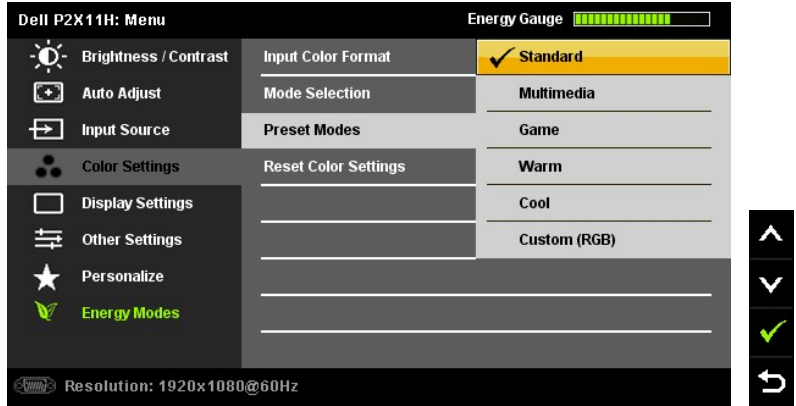 Dell P2X11H: Menu
Energy Gauge
Brightness / Contrast
Auto Adjust
Input Source
Color Settings
Display Settings
Other Settings
Personalize
Energy Modes
Input Color Format
Mode Selection
Preset Modes
Reset Color Settings
Standard
Multimedia
Game
Warm
Cool
Custom (RGB)
Resolution: 1920x1080@60Hz